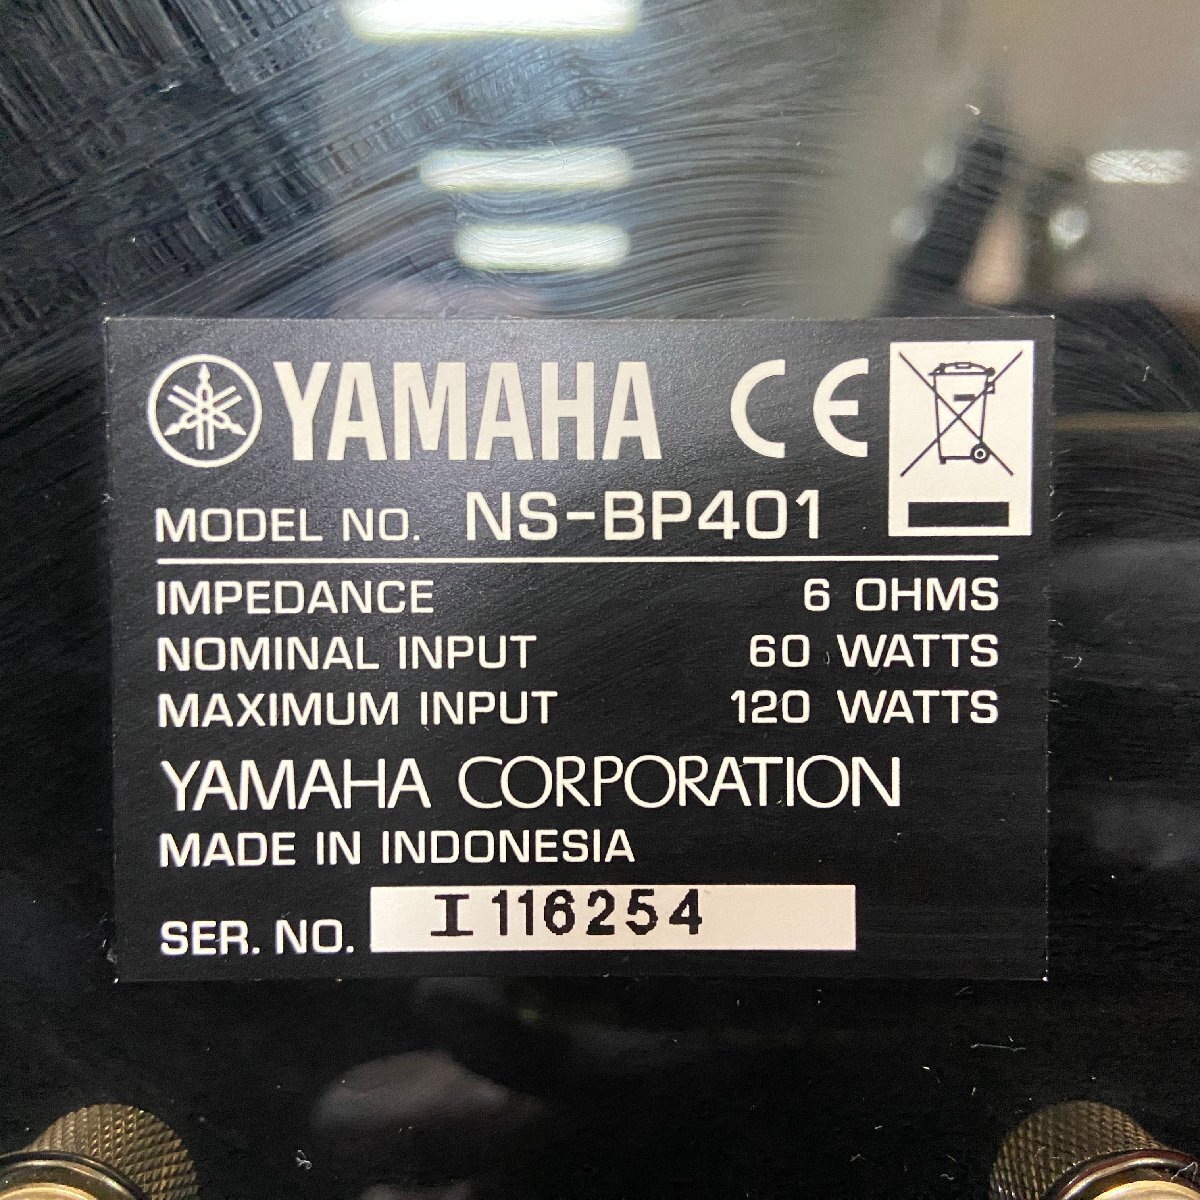 YAMAHA CE
MODEL NO. NS-BP401
IMPEDANCE 6 OHMS
NOMINAL INPUT 60 WATTS
MAXIMUM INPUT 120 WATTS
YAMAHA CORPORATION
MADE IN INDONESIA
SER. NO. I116254